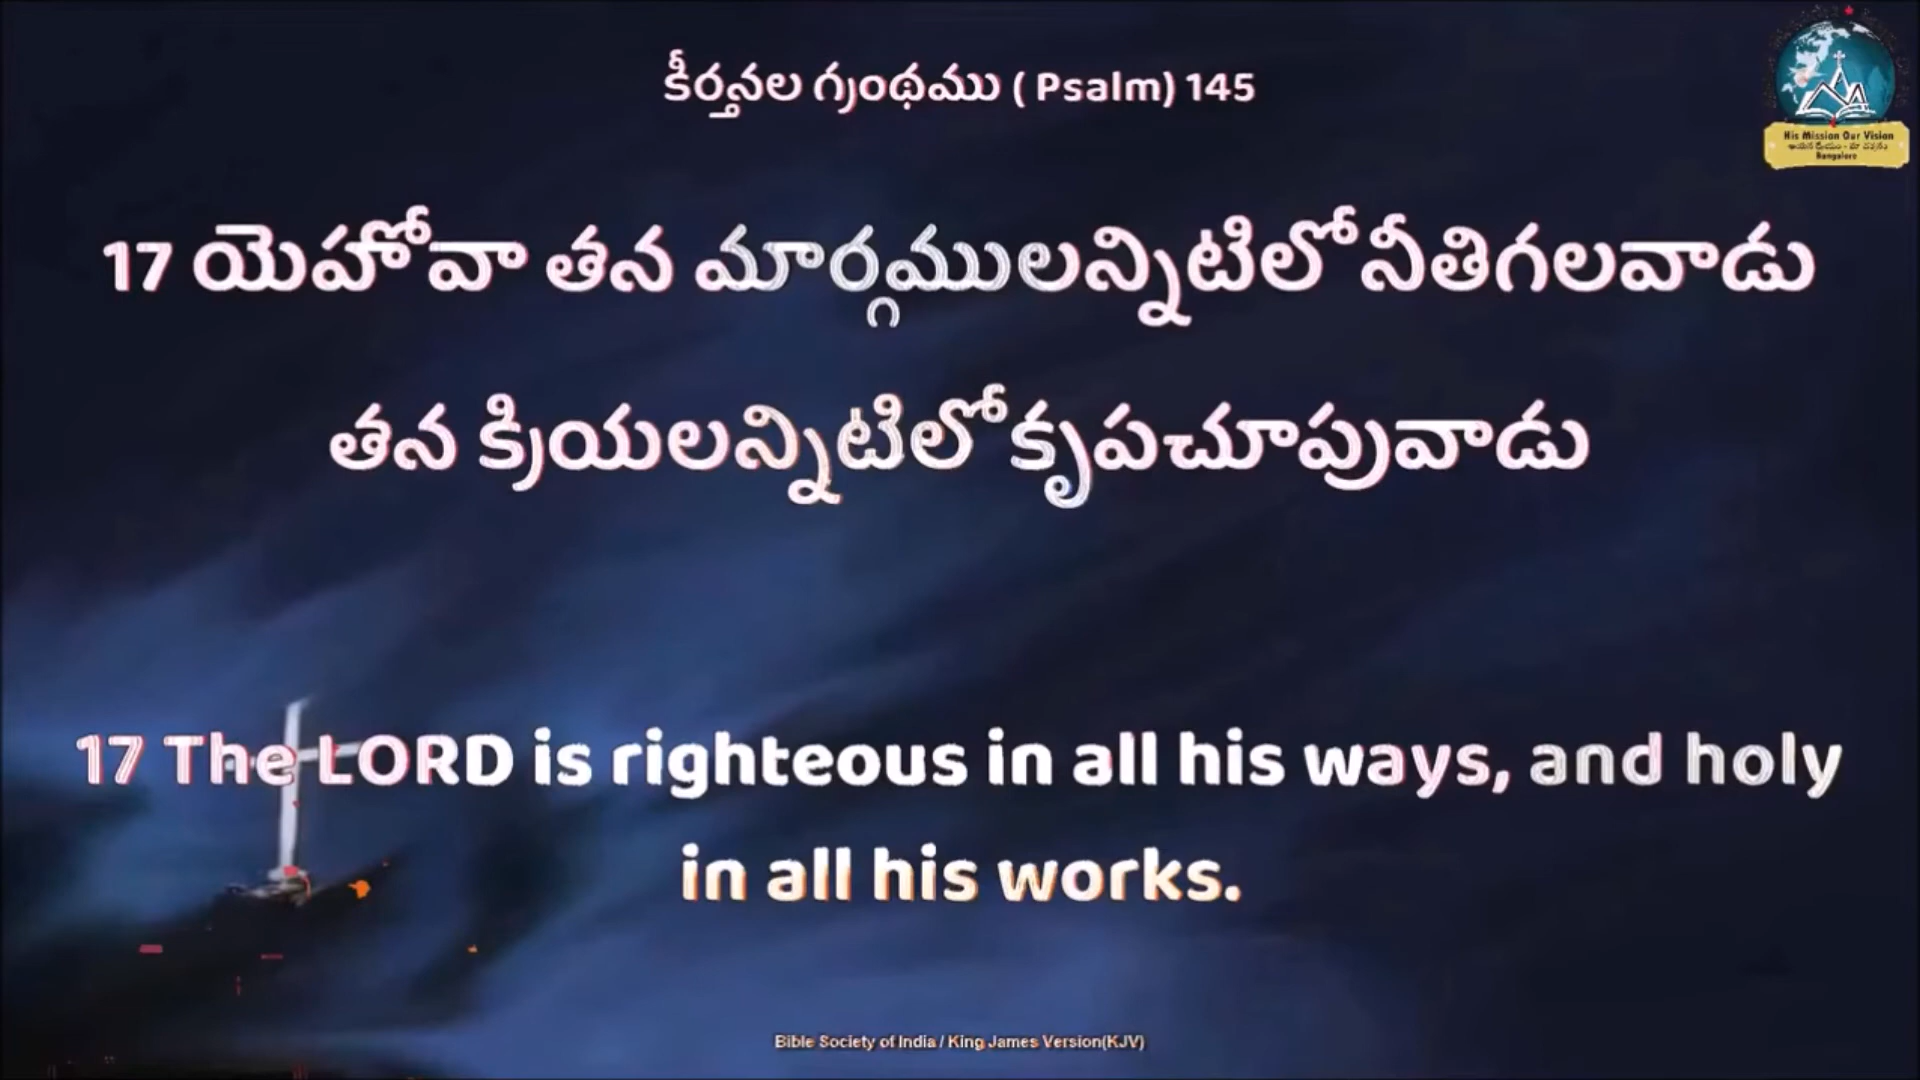 కీర్తనల గ్రంథము ( Psalm) 145
His Mission Our Vision
Bangalore
17 యెహోవా తన మార్గములన్నిటిలో నీతిగలవాడు
తన క్రియలన్నిటిలో కృపచూపువాడు
17 The LORD is righteous in all his ways, and holy
in all his works.
Bible Society of India / King James Version(KJV)